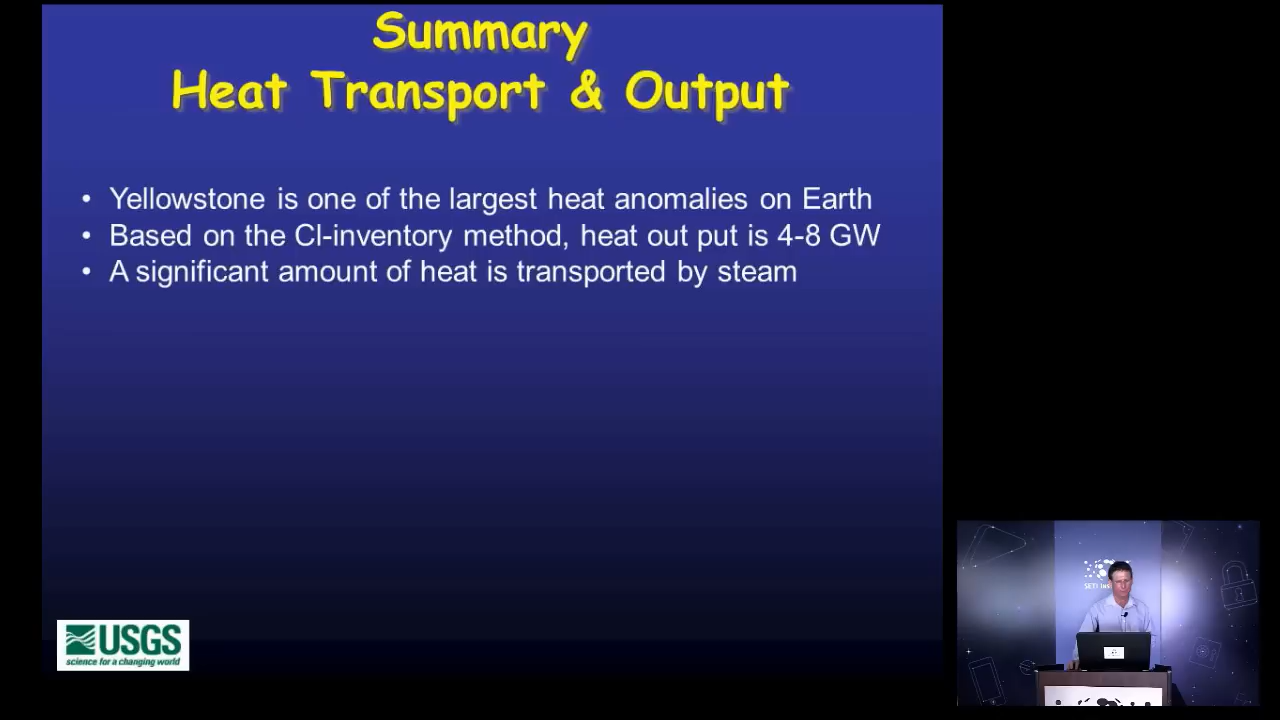 Summary
Heat Transport & Output
• Yellowstone is one of the largest heat anomalies on Earth
• Based on the Cl-inventory method, heat out put is 4-8 GW
• A significant amount of heat is transported by steam
USGS
science for a changing world
SETI